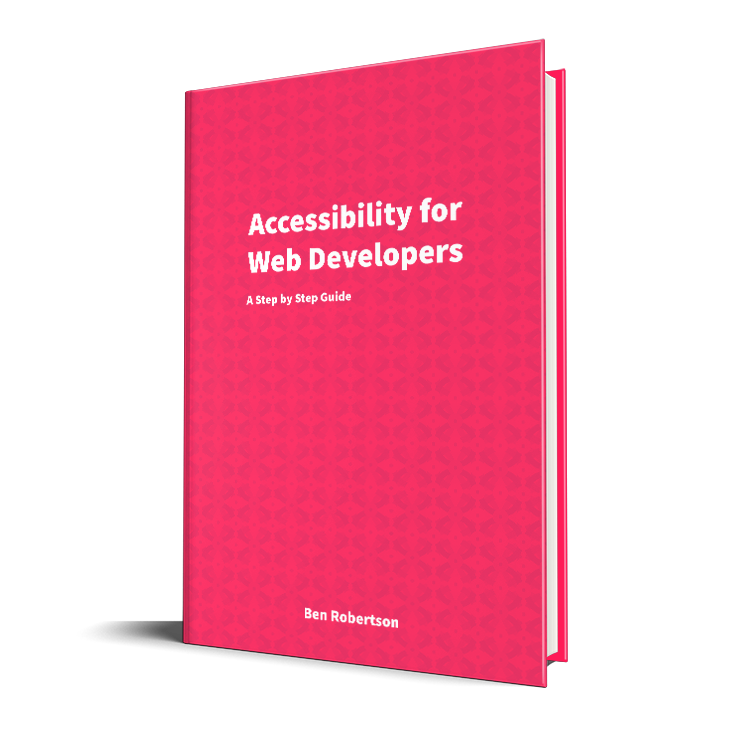 Accessibility for
Web Developers
A Step by Step Guide
Ben Robertson